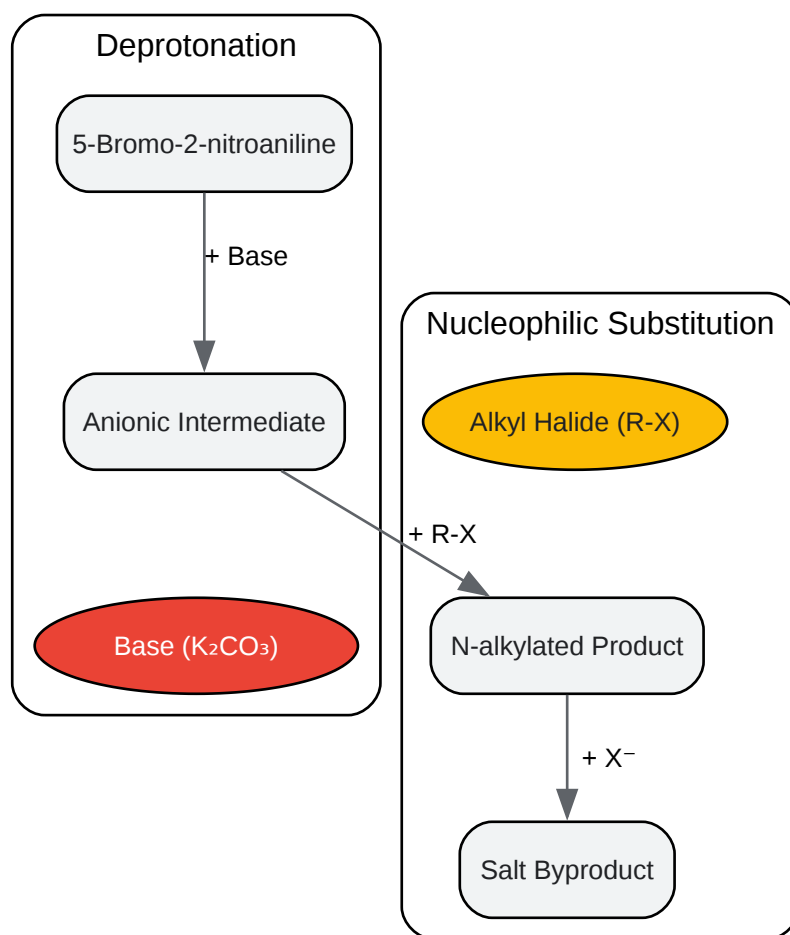 Deprotonation
5-Bromo-2-nitroaniline
+ Base
Anionic Intermediate
Base (K₂CO₃)
Nucleophilic Substitution
Alkyl Halide (R-X)
+ R-X
N-alkylated Product
+ X⁻
Salt Byproduct